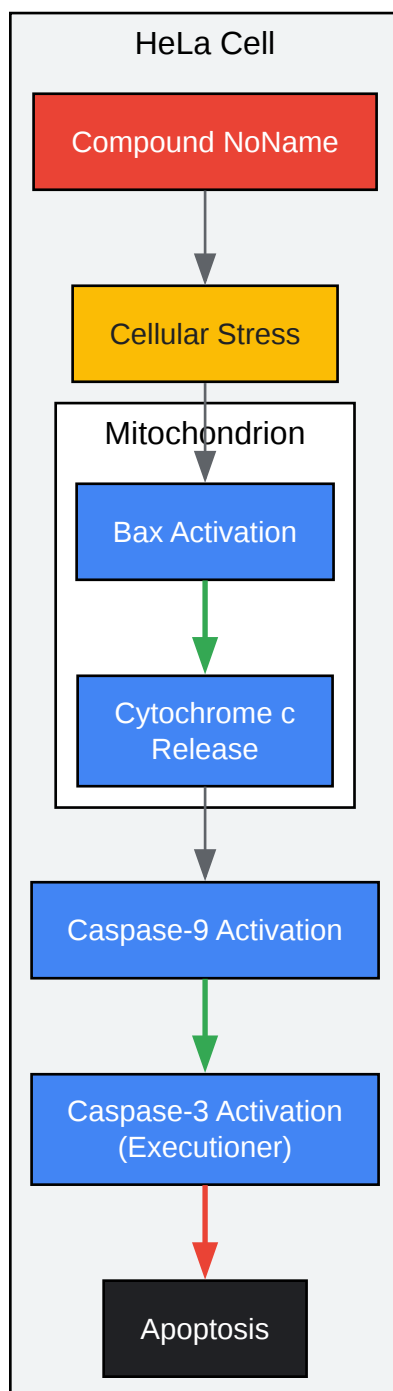 HeLa Cell
Compound NoName
Cellular Stress
Mitochondrion
Bax Activation
Cytochrome c
Release
Caspase-9 Activation
Caspase-3 Activation
(Executioner)
Apoptosis